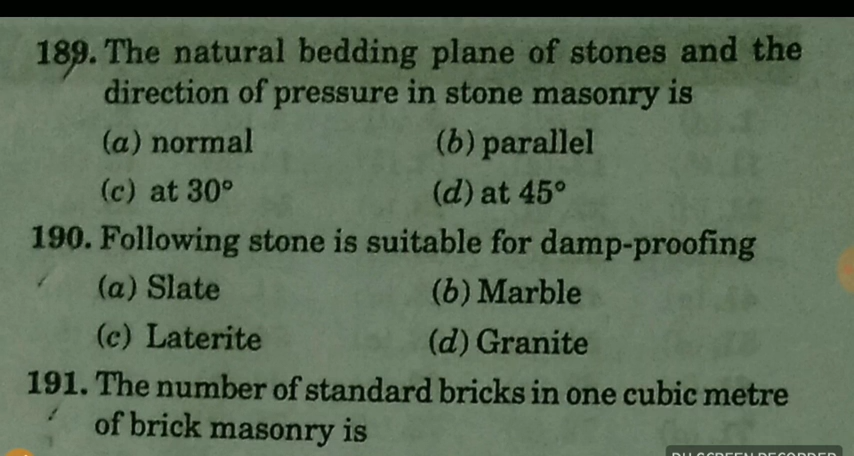 189. The natural bedding plane of stones and the
direction of pressure in stone masonry is
(a) normal (b) parallel
(c) at 30° (d) at 45°
190. Following stone is suitable for damp-proofing
(a) Slate (b) Marble
(c) Laterite (d) Granite
191. The number of standard bricks in one cubic metre
of brick masonry is